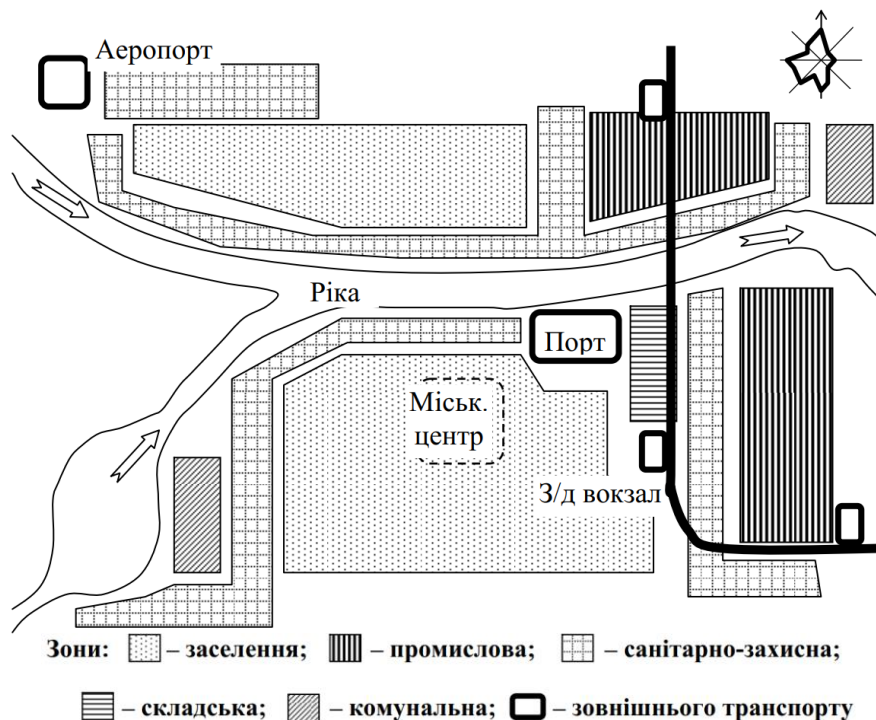 Аеропорт
Ріка
Порт
Міськ.
центр
З/д вокзал
Зони: – заселення; – промислова; – санітарно-захисна;
– складська; – комунальна; – зовнішнього транспорту